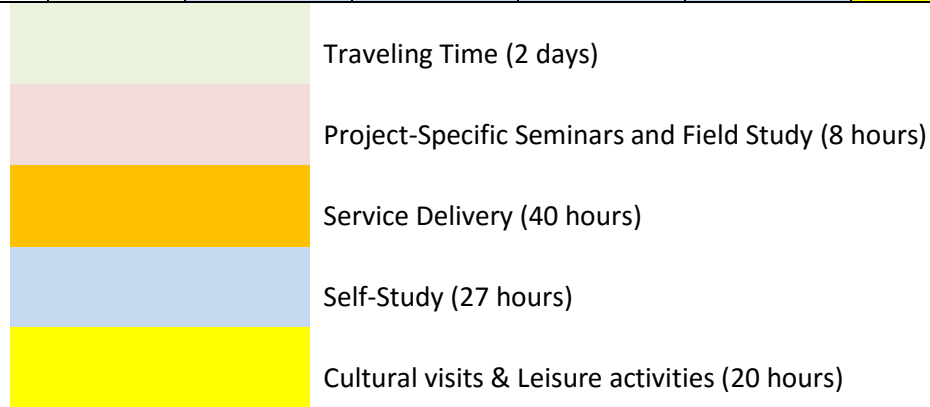 Traveling Time (2 days)
Project-Specific Seminars and Field Study (8 hours)
Service Delivery (40 hours)
Self-Study (27 hours)
Cultural visits & Leisure activities (20 hours)